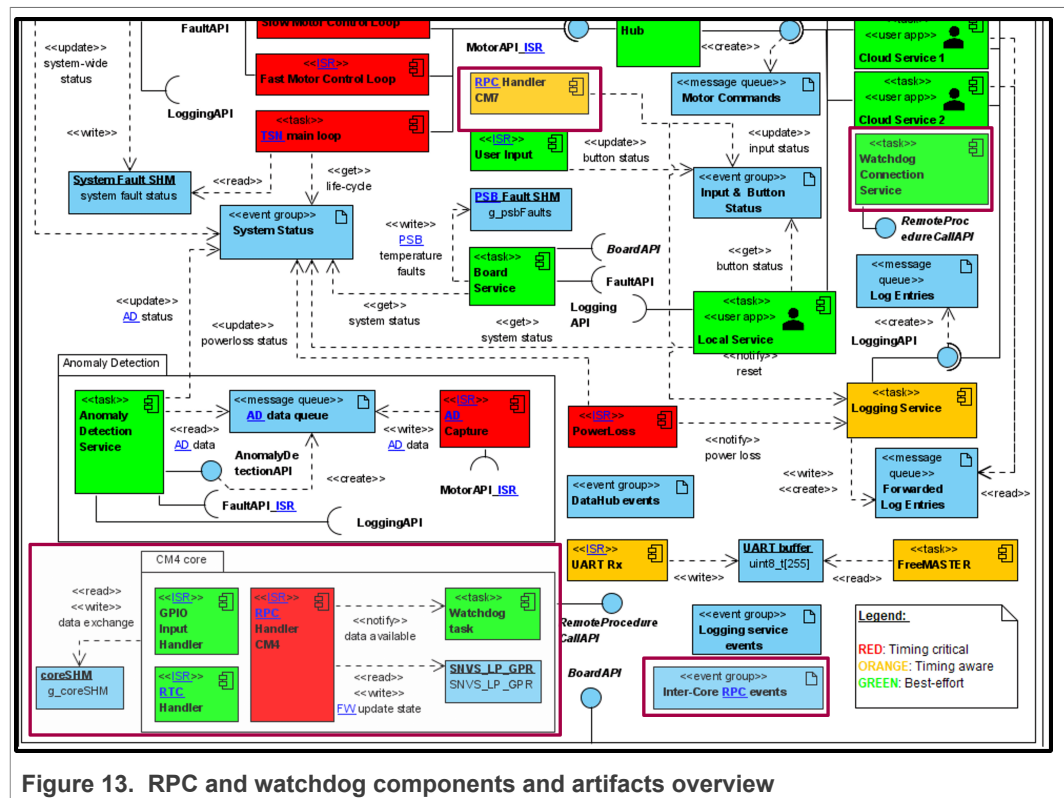 Slow Motor Control Loop
FaultAPI
<<update>>
system-wide
status
<<ISR>>
Fast Motor Control Loop
LoggingAPI
<<write>>
<<task>>
TSN main loop
MotorAPI_ISR
Hub
<<create>>
RPC Handler
CM7
<<message queue>>
Motor Commands
Cloud Service 1
<<task>>
<<user app>>
Cloud Service 2
<<ISR>>
User Input
<<update>>
button status
<<update>>
input status
<<task>>
Watchdog
Connection
Service
RemoteProc
edureCallAPI
System Fault SHM
system fault status
<<read>>
<<get>>
life-cycle
<<event group>>
System Status
PSB Fault SHM
g_psbFaults
<<write>>
PSB
temperature
faults
<<event group>>
Input & Button
Status
<<task>>
Board
Service
BoardAPI
FaultAPI
Logging
API
<<get>>
button status
<<message
queue>>
Log Entries
<<update>>
AD status
<<update>>
powerloss status
<<get>>
system status
<<get>>
system status
<<task>>
<<user app>>
Local Service
<<notify>>
reset
<<create>>
LoggingAPI
Anomaly Detection
<<task>>
Anomaly
Detection
Service
<<read>>
AD data
<<message queue>>
AD data queue
<<write>>
AD data
<<ISR>>
AD
Capture
AnomalyDe
tectionAPI
<<create>>
MotorAPI_ISR
FaultAPI_ISR
LoggingAPI
<<ISR>>
PowerLoss
<<notify>>
power loss
<<task>>
Logging Service
<<write>>
<<create>>
<<message
queue>>
Forwarded
Log Entries
<<read>>
<<event group>>
DataHub events
<<ISR>>
UART Rx
<<write>>
UART buffer
uint8_t[255]
<<read>>
<<task>>
FreeMASTER
CM4 core
<<read>>
<<write>>
data exchange
coreSHM
g_coreSHM
<<ISR>>
GPIO
Input
Handler
<<ISR>>
RTC
Handler
<<ISR>>
RPC
Handler
CM4
<<notify>>
data available
<<task>>
Watchdog
task
<<read>>
<<write>>
FW update state
SNVS_LP_GPR
SNVS_LP_GPR
RemoteProcedure
CallAPI
BoardAPI
<<event group>>
Logging service
events
<<event group>>
Inter-Core RPC events
Legend:
RED: Timing critical
ORANGE: Timing aware
GREEN: Best-effort
Figure 13. RPC and watchdog components and artifacts overview